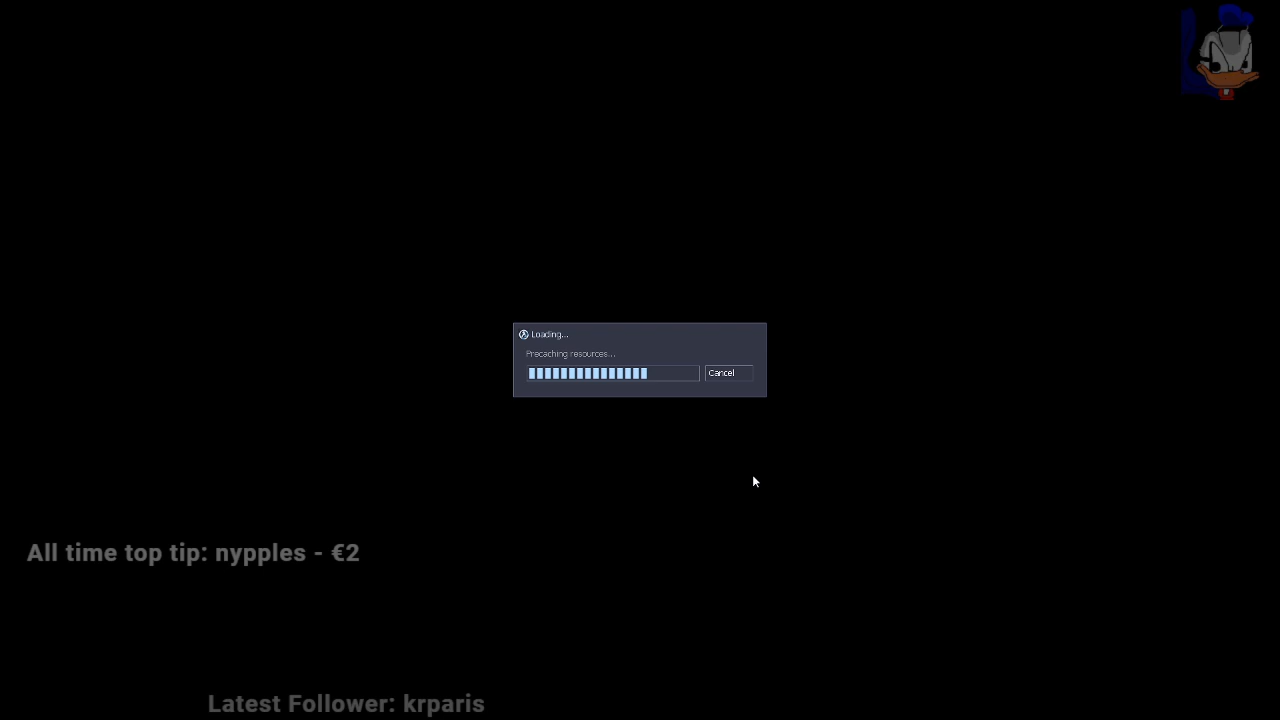 Loading...
Precaching resources...
Cancel
All time top tip: nypples - €2
Latest Follower: krparis